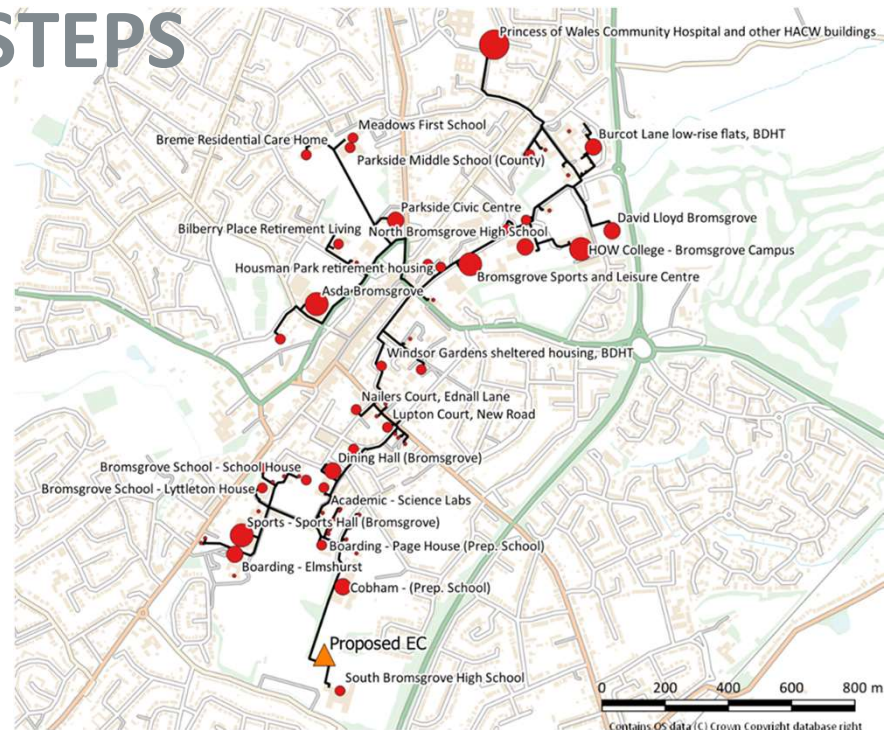 STEPS
Princess of Wales Community Hospital and other HACW buildings
Meadows First School
Breme Residential Care Home
Burcot Lane low-rise flats, BDHT
Parkside Middle School (County)
Parkside Civic Centre
David Lloyd Bromsgrove
Bilberry Place Retirement Living
North Bromsgrove High School
HOW College - Bromsgrove Campus
Housman Park retirement housing
Bromsgrove Sports and Leisure Centre
Asda Bromsgrove
Windsor Gardens sheltered housing, BDHT
Nailers Court, Ednall Lane
Lupton Court, New Road
Dining Hall (Bromsgrove)
Bromsgrove School - School House
Bromsgrove School - Lyttleton House
Academic - Science Labs
Sports - Sports Hall (Bromsgrove)
Boarding - Page House (Prep. School)
Boarding - Elmshurst
Cobham - (Prep. School)
Proposed EC
South Bromsgrove High School
0 200 400 600 800 m
Contains OS data (C) Crown Copyright database right